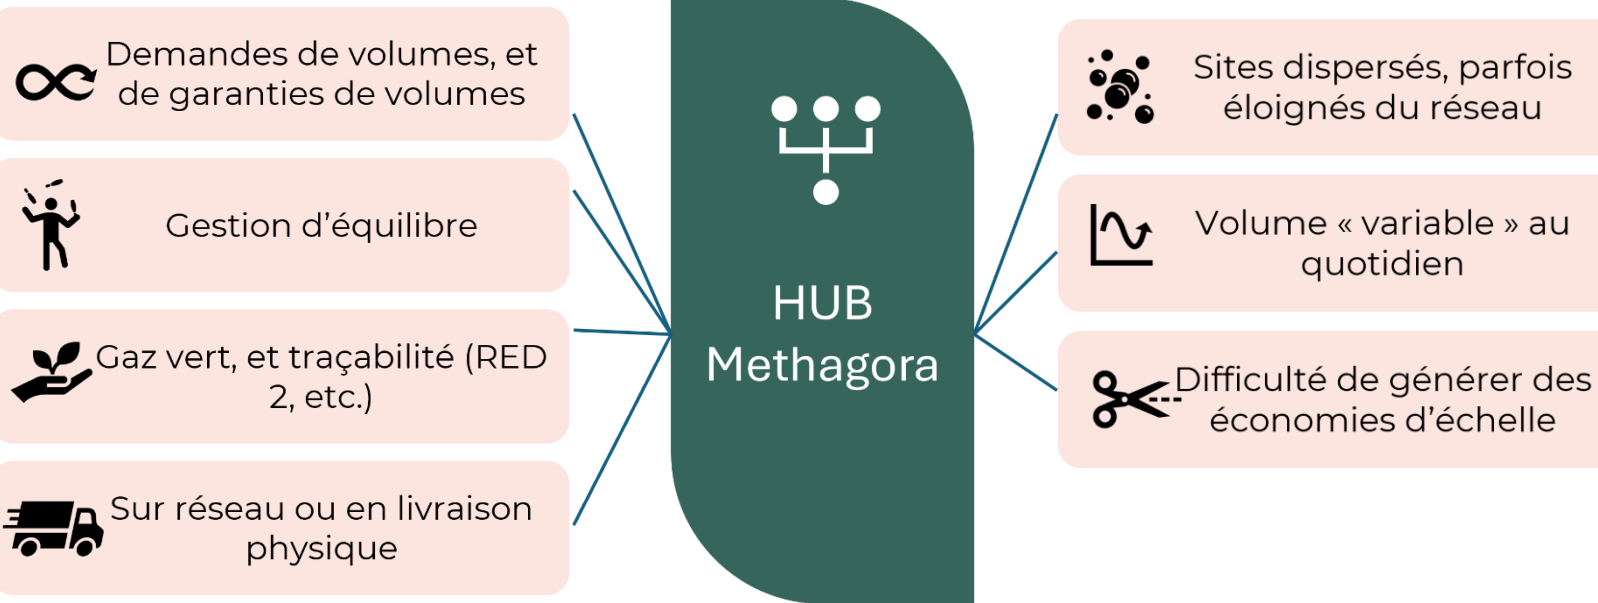 Demandes de volumes, et
de garanties de volumes
Gestion d’équilibre
Gaz vert, et traçabilité (RED
2, etc.)
Sur réseau ou en livraison
physique
HUB
Methagora
Sites dispersés, parfois
éloignés du réseau
Volume « variable » au
quotidien
Difficulté de générer des
économies d’échelle